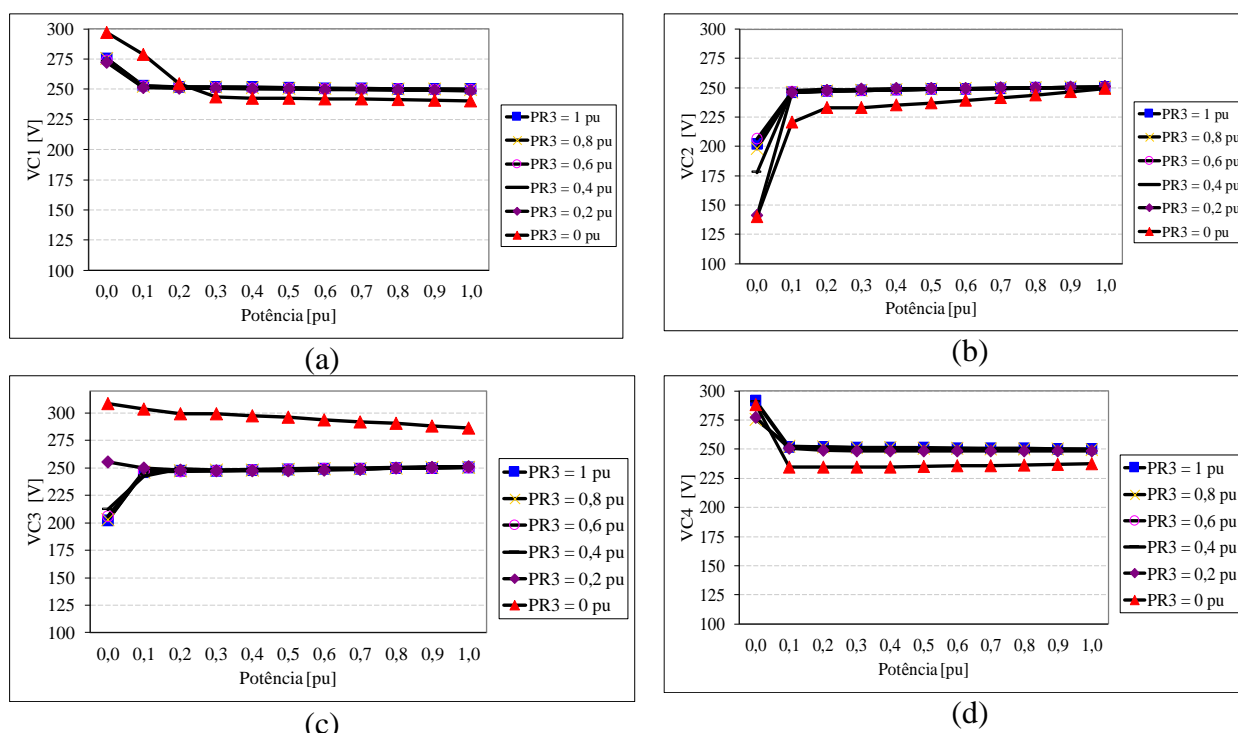 300
275
250
225
200
175
150
125
100
VC1 [V]
0,0 0,1 0,2 0,3 0,4 0,5 0,6 0,7 0,8 0,9 1,0
Potência [pu]
PR3 = 1 pu
PR3 = 0,8 pu
PR3 = 0,6 pu
PR3 = 0,4 pu
PR3 = 0,2 pu
PR3 = 0 pu
(a)
300
275
250
225
200
175
150
125
100
VC2 [V]
0,0 0,1 0,2 0,3 0,4 0,5 0,6 0,7 0,8 0,9 1,0
Potência [pu]
PR3 = 1 pu
PR3 = 0,8 pu
PR3 = 0,6 pu
PR3 = 0,4 pu
PR3 = 0,2 pu
PR3 = 0 pu
(b)
300
275
250
225
200
175
150
125
100
VC3 [V]
0,0 0,1 0,2 0,3 0,4 0,5 0,6 0,7 0,8 0,9 1,0
Potência [pu]
PR3 = 1 pu
PR3 = 0,8 pu
PR3 = 0,6 pu
PR3 = 0,4 pu
PR3 = 0,2 pu
PR3 = 0 pu
(c)
300
275
250
225
200
175
150
125
100
VC4 [V]
0,0 0,1 0,2 0,3 0,4 0,5 0,6 0,7 0,8 0,9 1,0
Potência [pu]
PR3 = 1 pu
PR3 = 0,8 pu
PR3 = 0,6 pu
PR3 = 0,4 pu
PR3 = 0,2 pu
PR3 = 0 pu
(d)